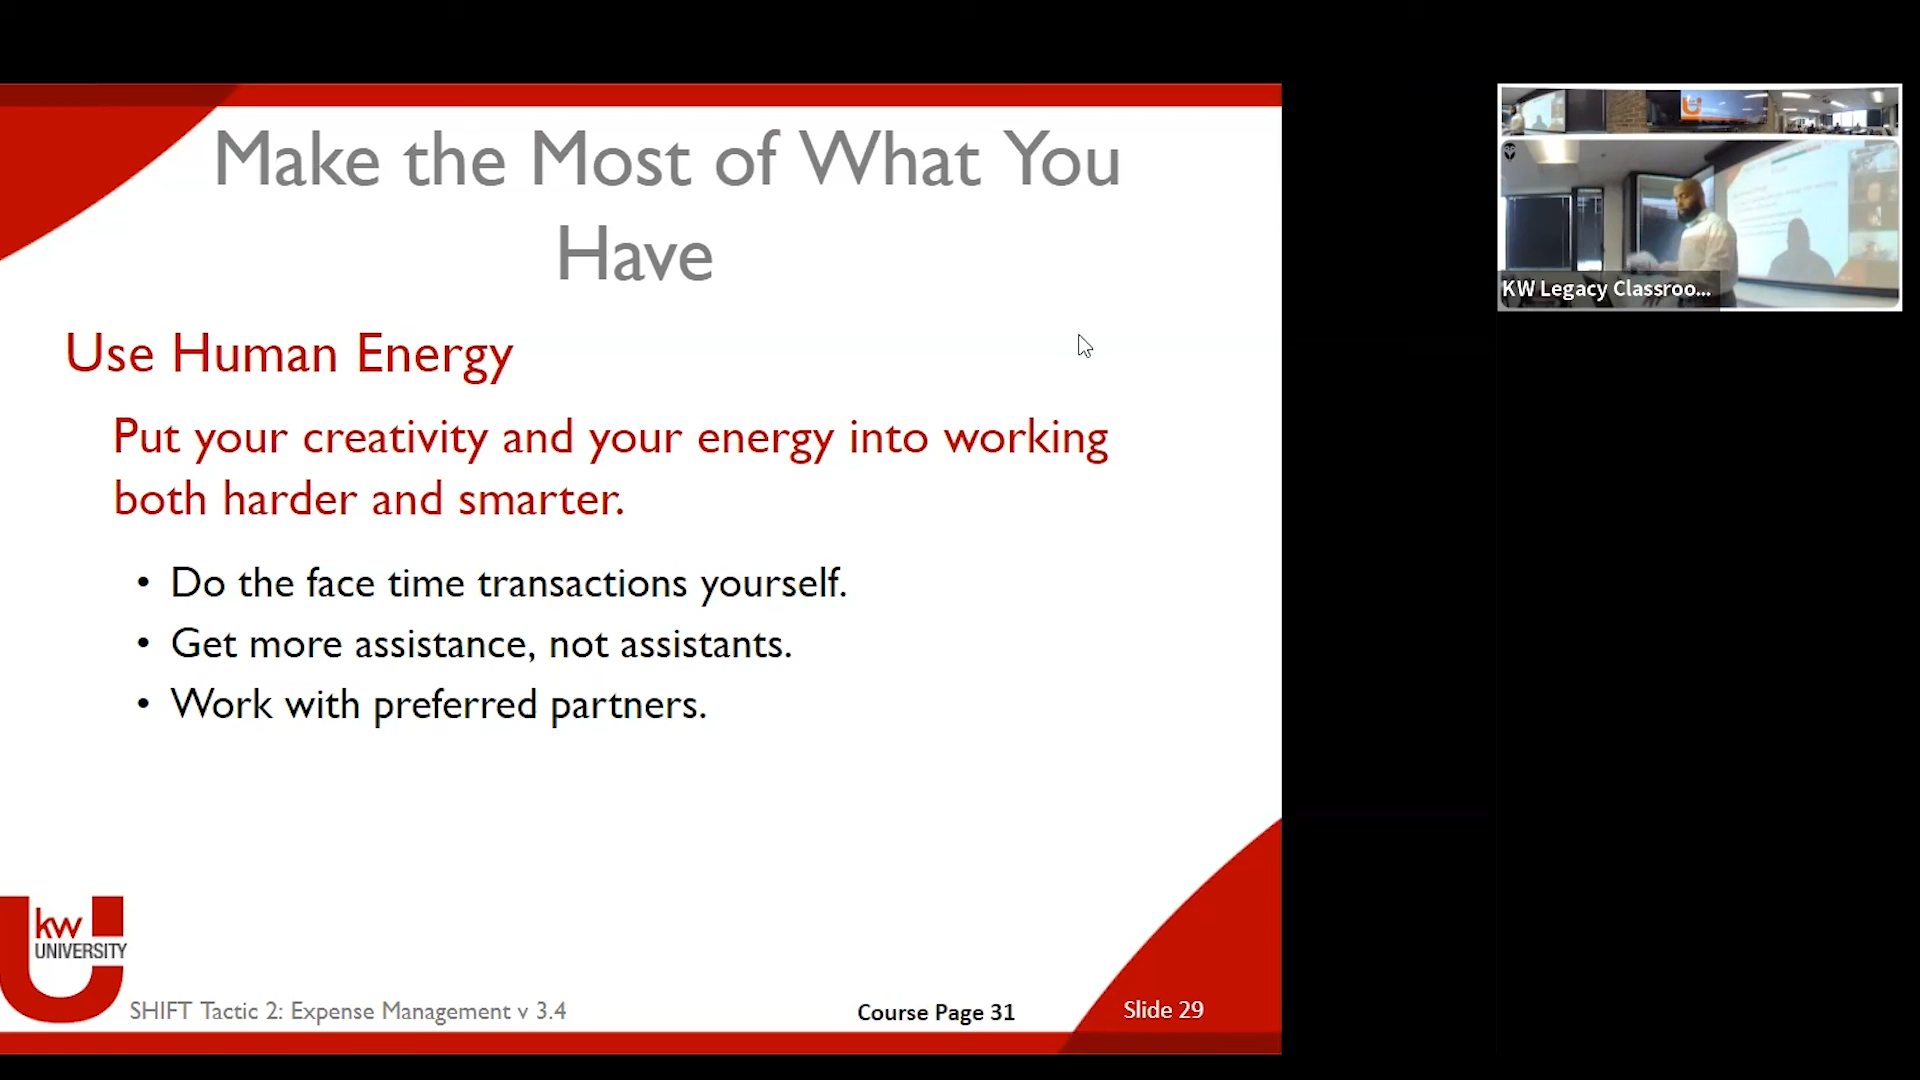 Make the Most of What You
Have
Use Human Energy
Put your creativity and your energy into working
both harder and smarter.
• Do the face time transactions yourself.
• Get more assistance, not assistants.
• Work with preferred partners.
kw
UNIVERSITY
SHIFT Tactic 2: Expense Management v 3.4
Course Page 31
Slide 29
KW Legacy Classroo...